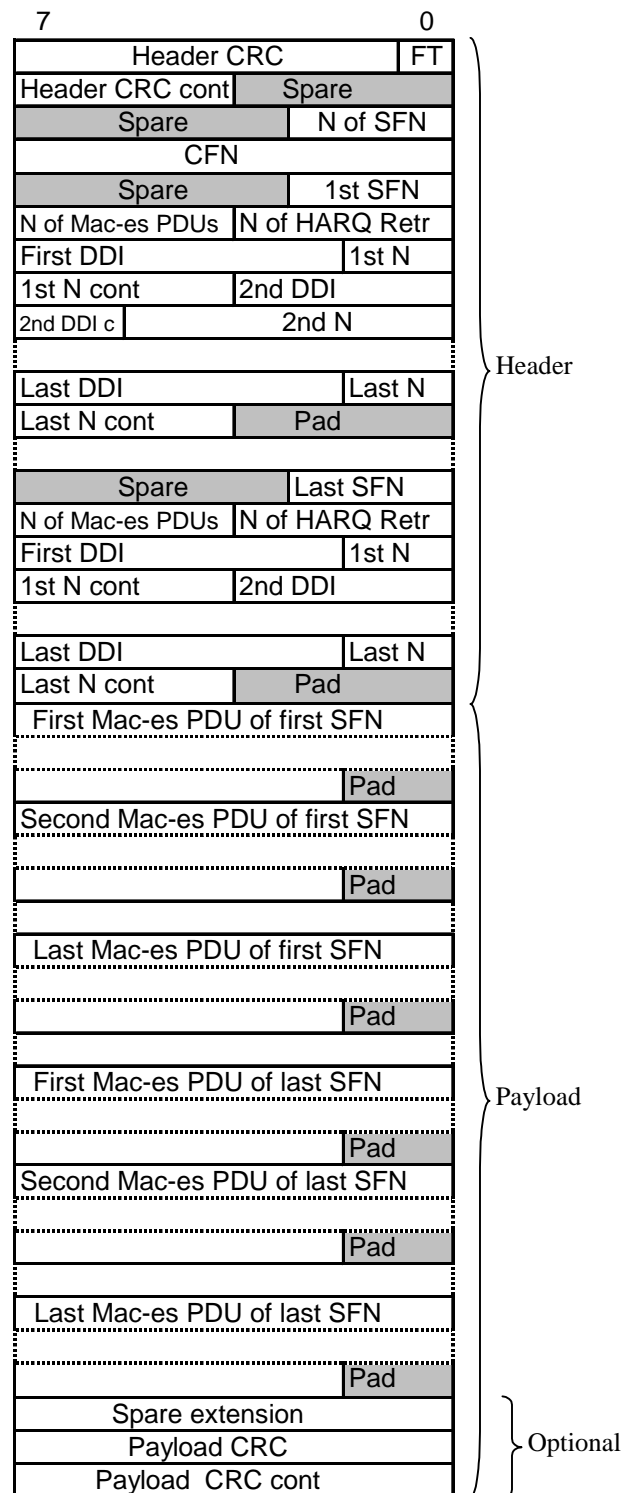 7 0
Header CRC FT
Header CRC cont Spare
Spare N of SFN
CFN
Spare 1st SFN
N of Mac-es PDUs N of HARQ Retr
First DDI 1st N
1st N cont 2nd DDI
2nd DDI c 2nd N
Header
Last DDI Last N
Last N cont Pad
Spare Last SFN
N of Mac-es PDUs N of HARQ Retr
First DDI 1st N
1st N cont 2nd DDI
Last DDI Last N
Last N cont Pad
First Mac-es PDU of first SFN
Pad
Second Mac-es PDU of first SFN
Pad
Last Mac-es PDU of first SFN
Pad
First Mac-es PDU of last SFN
Payload
Pad
Second Mac-es PDU of last SFN
Pad
Last Mac-es PDU of last SFN
Pad
Spare extension
Payload CRC
Optional
Payload CRC cont